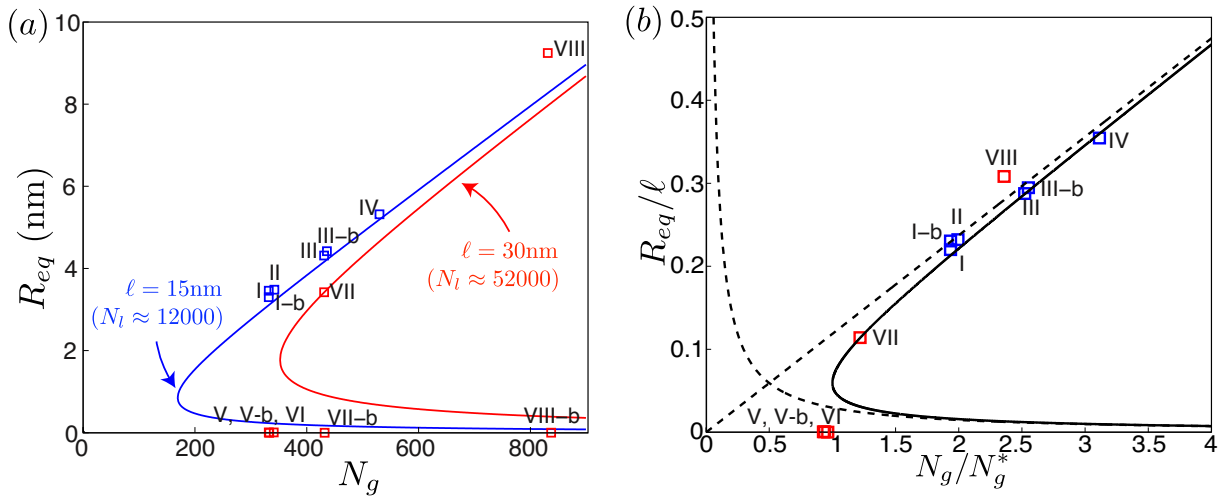 (a)
10
8
6
4
2
0
R_eq (nm)
0
200
400
600
800
N_g
VIII
IV
III–b
III
II
I
I–b
VII
ℓ = 15nm
(N_l ≈ 12000)
ℓ = 30nm
(N_l ≈ 52000)
V, V-b, VI
VII–b
VIII–b
(b)
0.5
0.4
0.3
0.2
0.1
0
R_eq/ℓ
0
0.5
1
1.5
2
2.5
3
3.5
4
N_g/N_g^*
IV
VIII
III–b
III
II
I–b
I
VII
V, V-b, VI